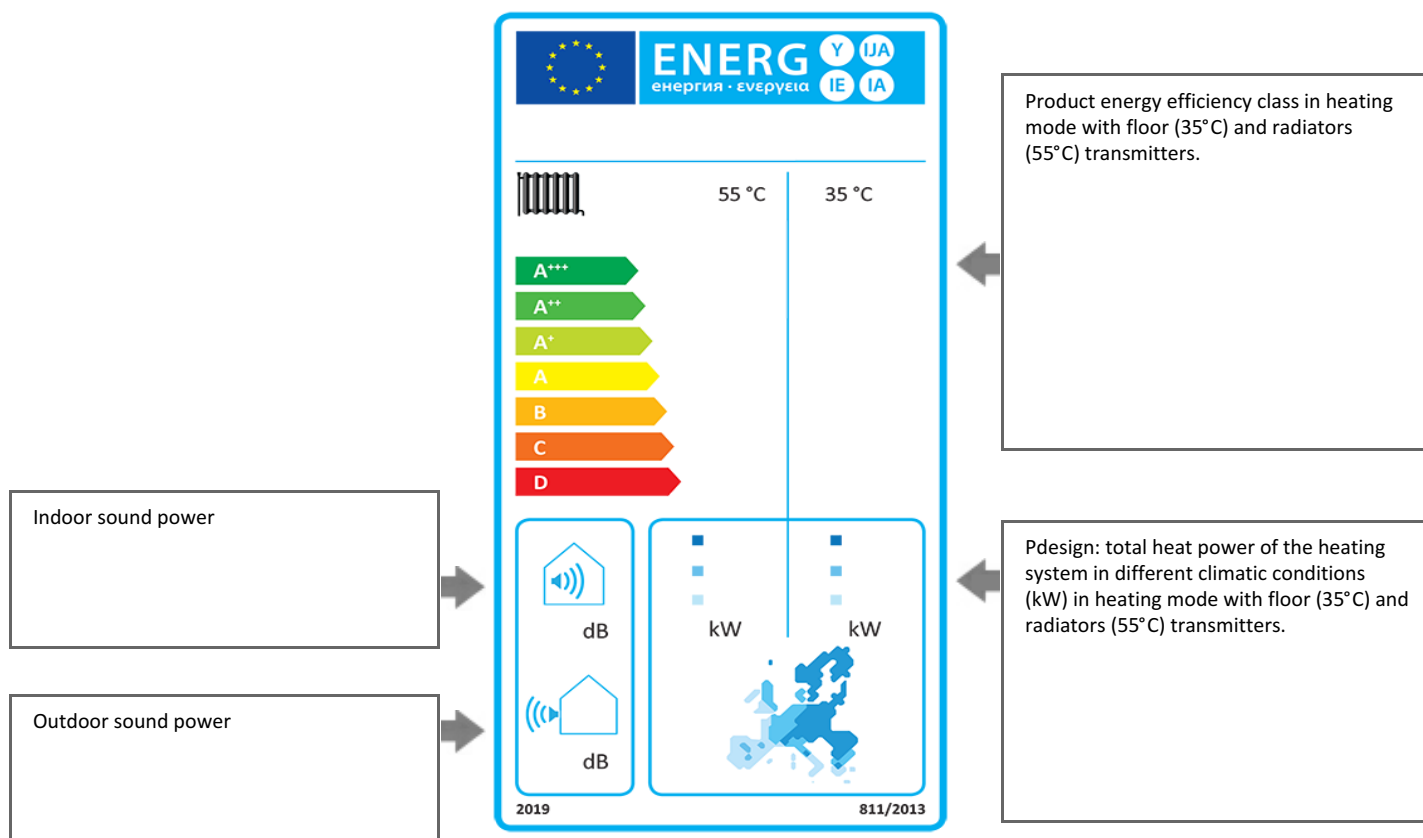 ENERG Y IJA
енергия · ενεργεια IE IA
Product energy efficiency class in heating
mode with floor (35°C) and radiators
(55°C) transmitters.
55 °C 35 °C
A+++
A++
A+
A
B
C
D
Indoor sound power
Outdoor sound power
dB
dB
kW kW
Pdesign: total heat power of the heating
system in different climatic conditions
(kW) in heating mode with floor (35°C) and
radiators (55°C) transmitters.
2019 811/2013